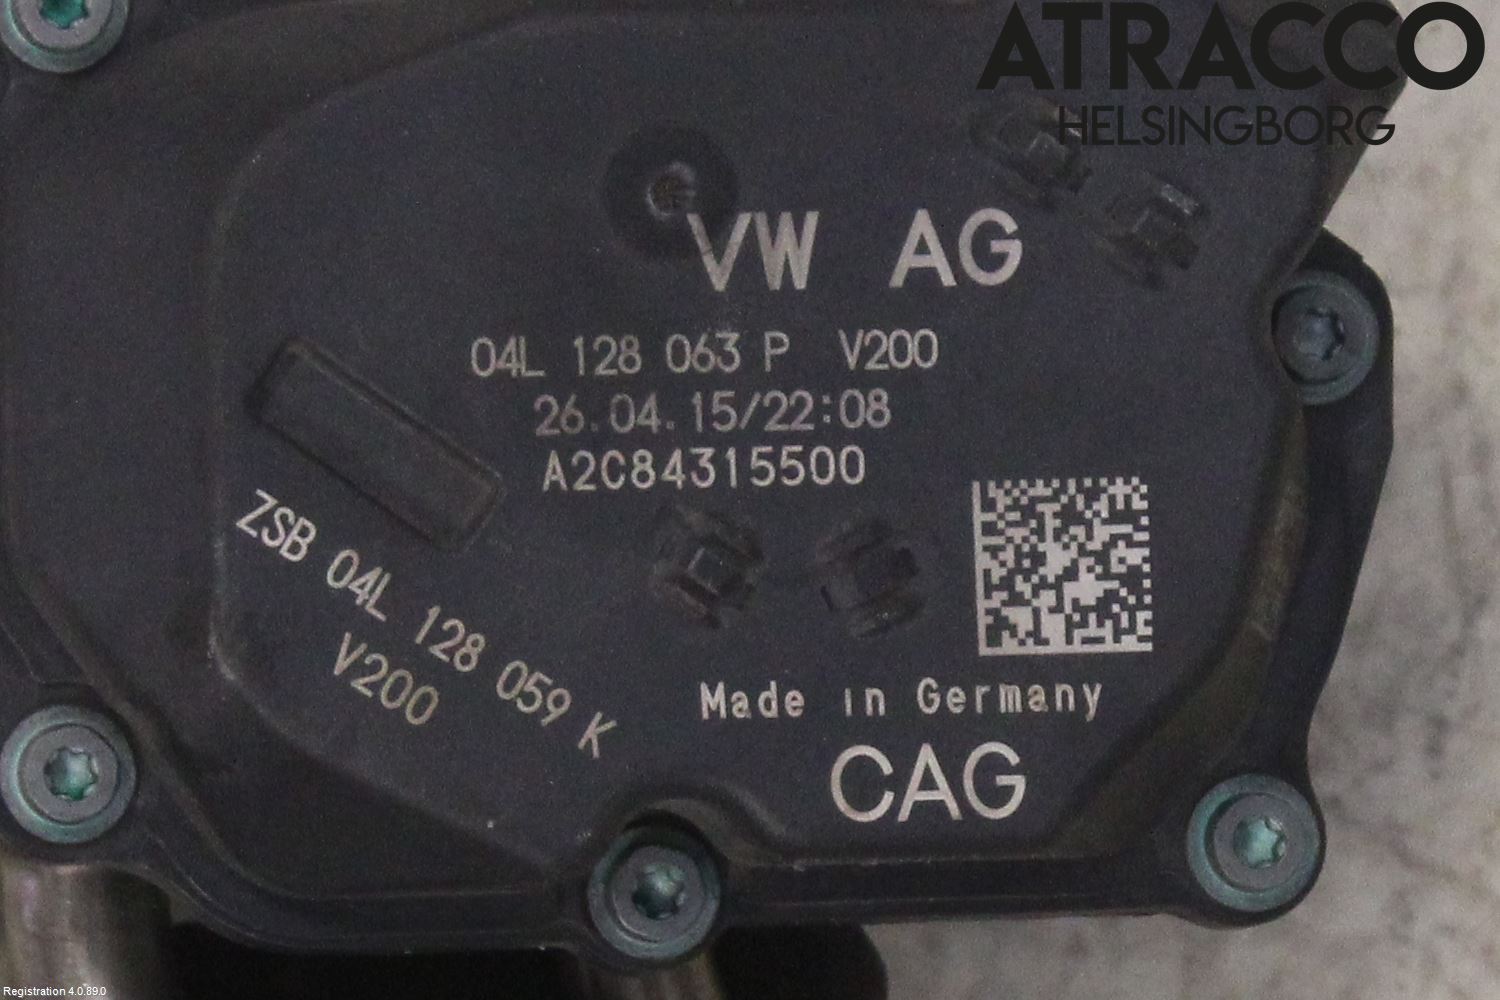 ATRACCO
HELSINGBORG
VW AG
04L 128 063 P V200
26.04.15/22:08
A2C84315500
ZSB 04L 128 059 K
V200
Made in Germany
CAG
Registration 4.0.89.0